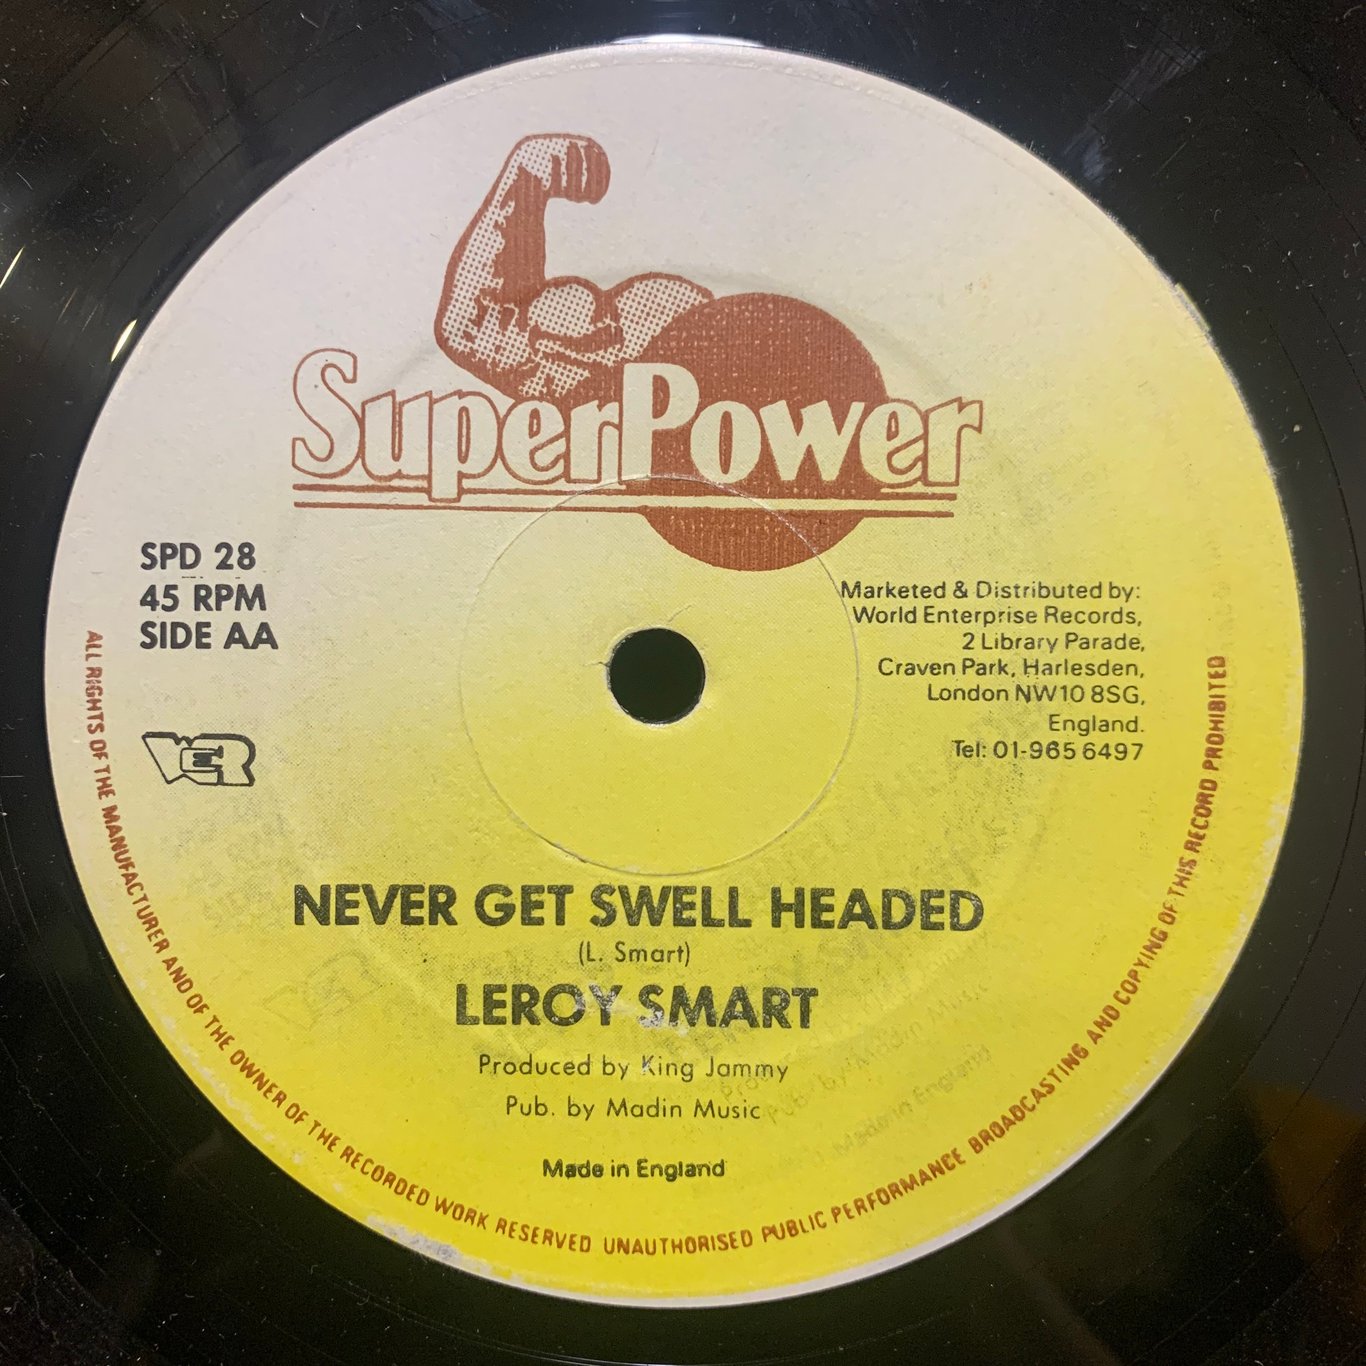 SuperPower
SPD 28
45 RPM
SIDE AA
Marketed & Distributed by:
World Enterprise Records,
2 Library Parade,
Craven Park, Harlesden,
London NW10 8SG,
England.
Tel: 01-965 6497
WER
NEVER GET SWELL HEADED
(L. Smart)
LEROY SMART
Produced by King Jammy
Pub. by Madin Music
Made in England
ALL RIGHTS OF THE MANUFACTURER AND OF THE OWNER OF THE RECORDED WORK RESERVED UNAUTHORISED PUBLIC PERFORMANCE BROADCASTING AND COPYING OF THIS RECORD PROHIBITED